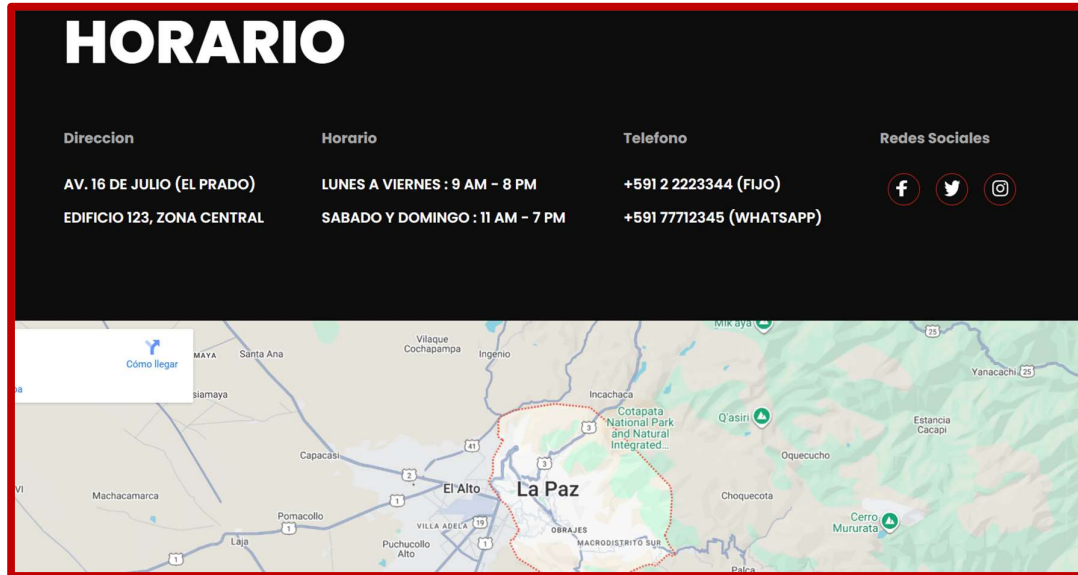 HORARIO
Direccion
AV. 16 DE JULIO (EL PRADO)
EDIFICIO 123, ZONA CENTRAL
Horario
LUNES A VIERNES : 9 AM - 8 PM
SABADO Y DOMINGO : 11 AM - 7 PM
Telefono
+591 2 2223344 (FIJO)
+591 77712345 (WHATSAPP)
Redes Sociales
Cómo llegar
MAYA
Santa Ana
siamaya
Vilaque
Cochapampa
Ingenio
Mik'aya
25
Yanacachi
25
Incachaca
Cotapata
National Park
and Natural
Integrated...
3
Q'asiri
Estancia
Cacapi
Capacasi
41
3
Oquecucho
2
El Alto
La Paz
Machacamarca
1
Choquecota
Pomacollo
1
VILLA ADELA
19
OBRAJES
Cerro
Mururata
Laja
Puchucollo
Alto
1
MACRODISTRITO SUR
1
Palca